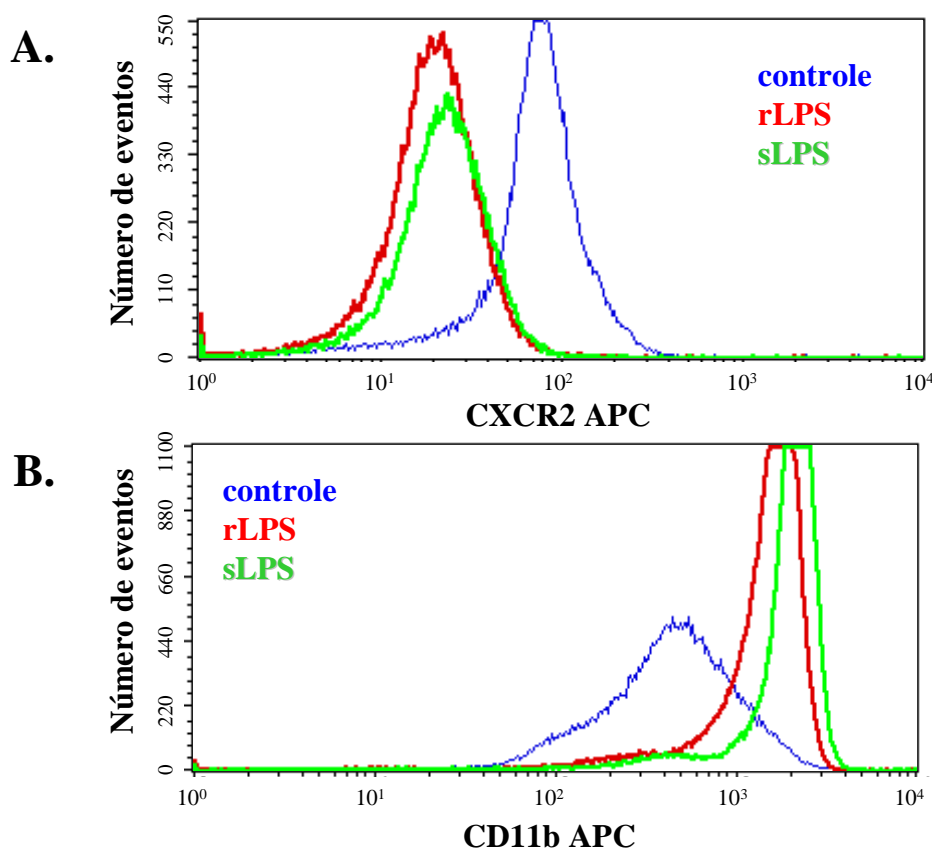 A.
Número de eventos
550
440
330
220
110
0
controle
rLPS
sLPS
10⁰ 10¹ 10² 10³ 10⁴
CXCR2 APC
B.
Número de eventos
1100
880
660
440
220
0
controle
rLPS
sLPS
10⁰ 10¹ 10² 10³ 10⁴
CD11b APC